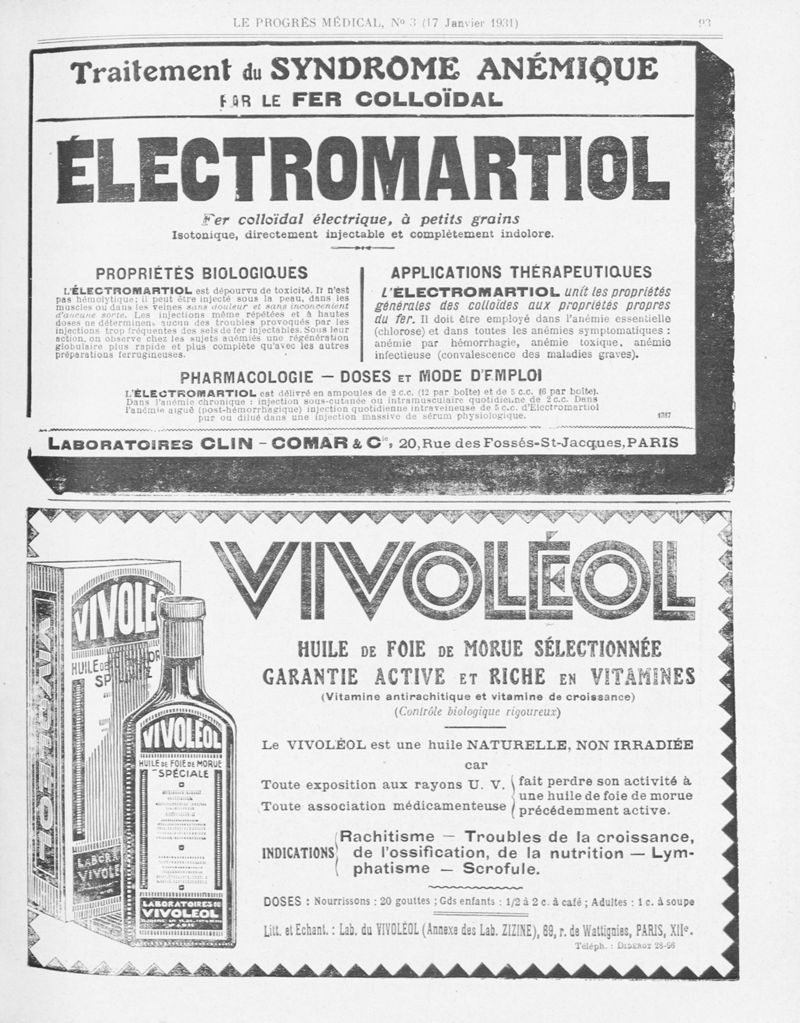 LE PROGRÈS MÉDICAL, No 3 (17 Janvier 1931)
93
Traitement du SYNDROME ANÉMIQUE
PAR LE FER COLLOÏDAL
ÉLECTROMARTIOL
Fer colloïdal électrique, à petits grains
Isotonique, directement injectable et complètement indolore.
PROPRIÉTÉS BIOLOGIQUES
L'ÉLECTROMARTIOL est dépourvu de toxicité. Il n'est
pas hémolytique; il peut être injecté sous la peau, dans les
muscles ou dans les veines sans douleur et sans inconvénient
d'aucune sorte. Les injections même répétées et à hautes
doses ne déterminent aucun des troubles provoqués par les
injections trop fréquentes des sels de fer injectables. Sous leur
action, on observe chez les sujets anémiés une régénération
globulaire plus rapide et plus complète qu'avec les autres
préparations ferrugineuses.
APPLICATIONS THÉRAPEUTIQUES
L'ÉLECTROMARTIOL unit les propriétés
générales des colloïdes aux propriétés propres
du fer. Il doit être employé dans l'anémie essentielle
(chlorose) et dans toutes les anémies symptomatiques :
anémie par hémorrhagie, anémie toxique, anémie
infectieuse (convalescence des maladies graves).
PHARMACOLOGIE — DOSES ET MODE D'EMPLOI
L'ÉLECTROMARTIOL est délivré en ampoules de 2 c.c. (12 par boîte) et de 5 c.c. (6 par boîte).
Dans l'anémie chronique : injection sous-cutanée ou intramusculaire quotidienne de 2 c.c. Dans
l'anémie aiguë (post-hémorrhagique) injection quotidienne intraveineuse de 5 c.c. d'Electromartiol
pur ou dilué dans une injection massive de sérum physiologique.
1317
LABORATOIRES CLIN - COMAR & Cie, 20, Rue des Fossés-St-Jacques, PARIS
VIVOLÉOL
HUILE DE FOIE DE MORUE SÉLECTIONNÉE
GARANTIE ACTIVE ET RICHE EN VITAMINES
(Vitamine antirachitique et vitamine de croissance)
(Contrôle biologique rigoureux)
Le VIVOLÉOL est une huile NATURELLE, NON IRRADIÉE
car
Toute exposition aux rayons U. V.
Toute association médicamenteuse
fait perdre son activité à
une huile de foie de morue
précédemment active.
INDICATIONS
Rachitisme — Troubles de la croissance,
de l'ossification, de la nutrition — Lym-
phatisme — Scrofule.
DOSES : Nourrissons : 20 gouttes ; Gds enfants : 1/2 à 2 c. à café ; Adultes : 1 c. à soupe
Litt. et Echant. : Lab. du VIVOLÉOL (Annexe des Lab. ZIZINE), 69, r. de Wattignies, PARIS, XIIe.
Téléph. : DIDEROT 28-96
VIVOLÉO
HUILE DE
SPÉCIALE
VIVOLÉOL
LABORA
VIVOLÉ
VIVOLÉOL
HUILE DE FOIE DE MORUE
SPÉCIALE
LABORATOIRES DU
VIVOLÉOL
PARIS